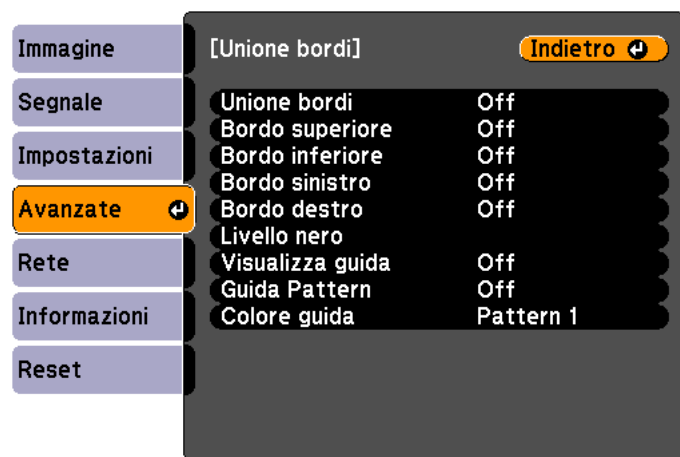 Immagine
Segnale
Impostazioni
Avanzate
Rete
Informazioni
Reset
[Unione bordi] Indietro
Unione bordi Off
Bordo superiore Off
Bordo inferiore Off
Bordo sinistro Off
Bordo destro Off
Livello nero
Visualizza guida Off
Guida Pattern Off
Colore guida Pattern 1